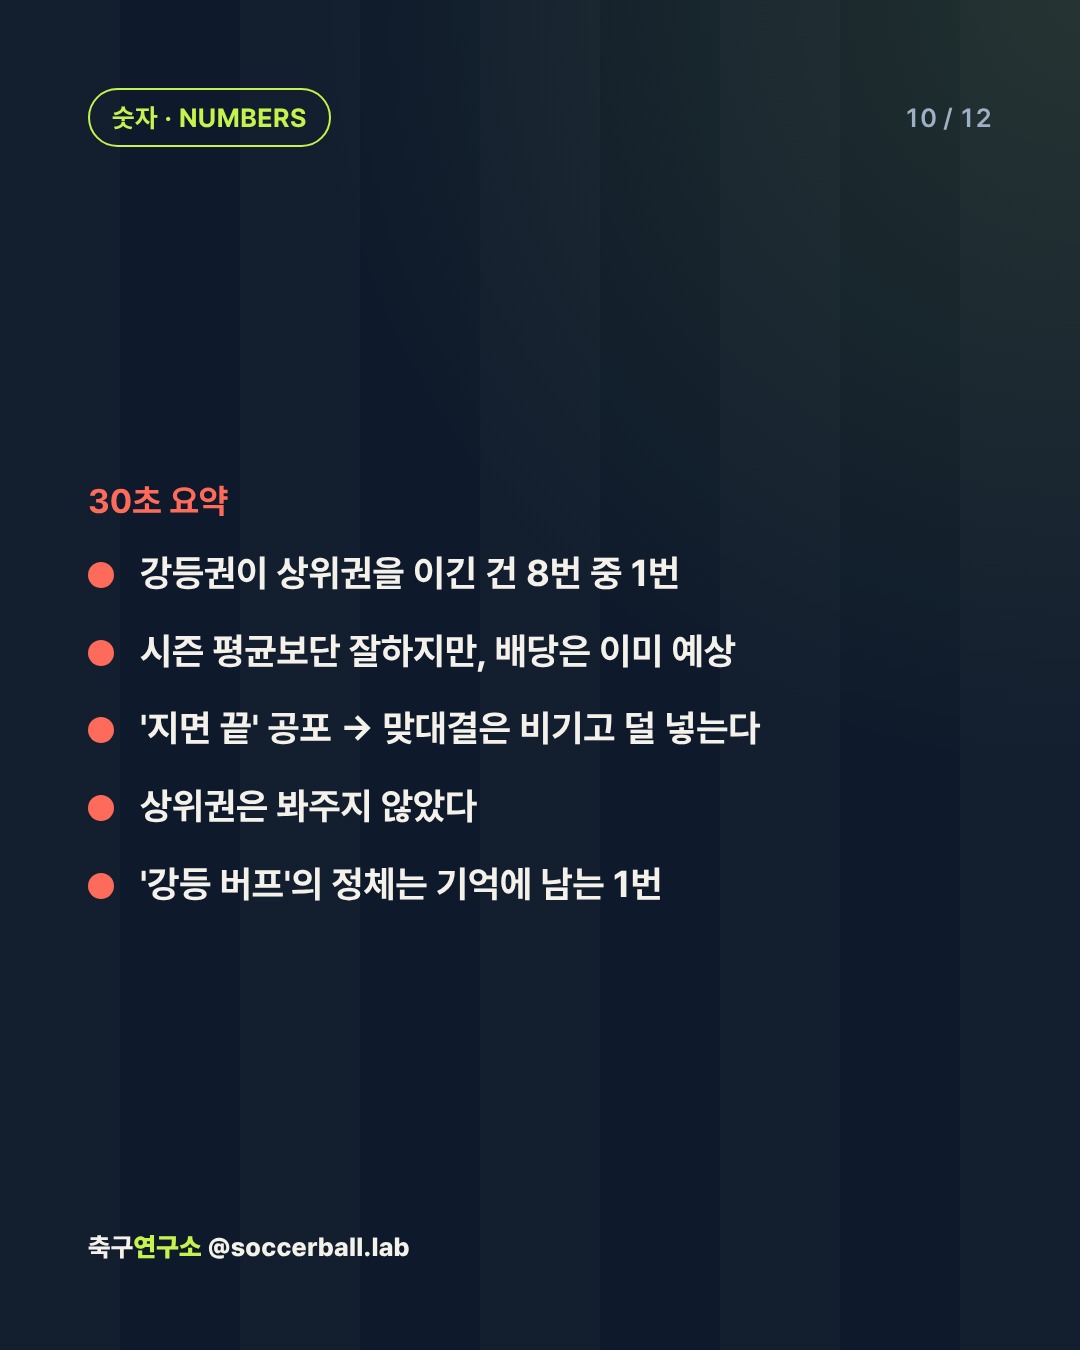 숫자 · NUMBERS
10 / 12
30초 요약
강등권이 상위권을 이긴 건 8번 중 1번
시즌 평균보단 잘하지만, 배당은 이미 예상
'지면 끝' 공포 → 맞대결은 비기고 덜 넣는다
상위권은 봐주지 않았다
'강등 버프'의 정체는 기억에 남는 1번
축구연구소 @soccerball.lab